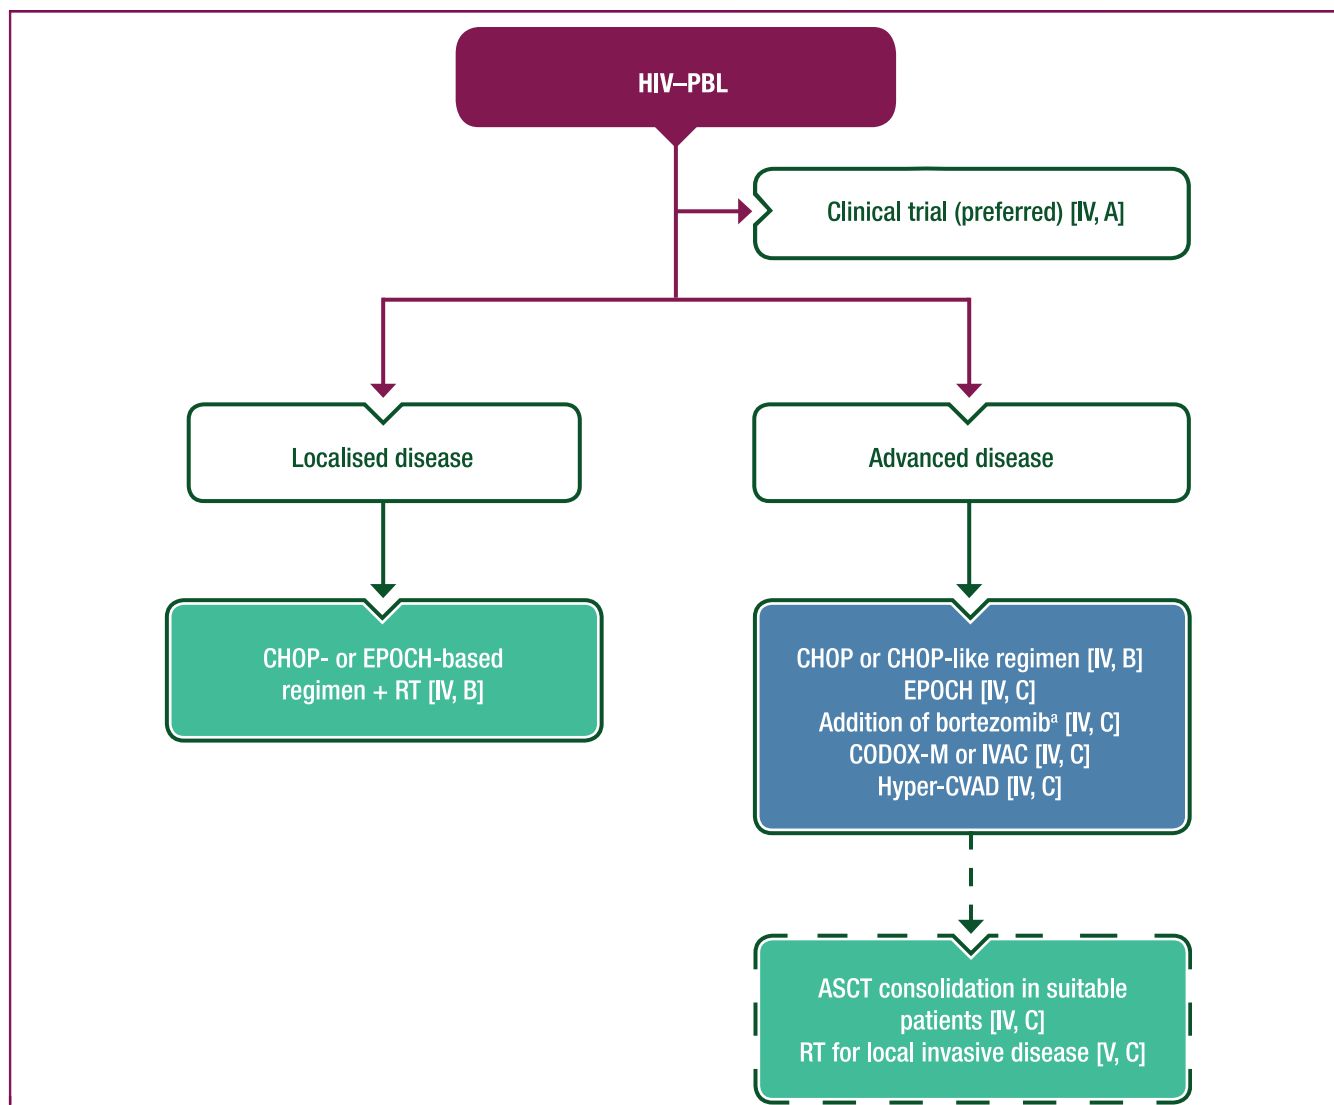 HIV–PBL
Clinical trial (preferred) [IV, A]
Localised disease
Advanced disease
CHOP- or EPOCH-based
regimen + RT [IV, B]
CHOP or CHOP-like regimen [IV, B]
EPOCH [IV, C]
Addition of bortezomibᵃ [IV, C]
CODOX-M or IVAC [IV, C]
Hyper-CVAD [IV, C]
ASCT consolidation in suitable
patients [IV, C]
RT for local invasive disease [V, C]